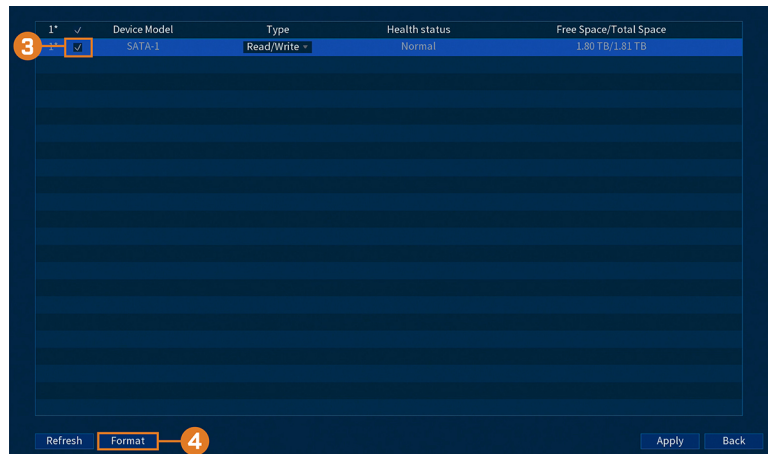 1* ✓ Device Model Type Health status Free Space/Total Space
3 1* ✓ SATA-1 Read/Write Normal 1.80 TB/1.81 TB
Refresh Format 4 Apply Back